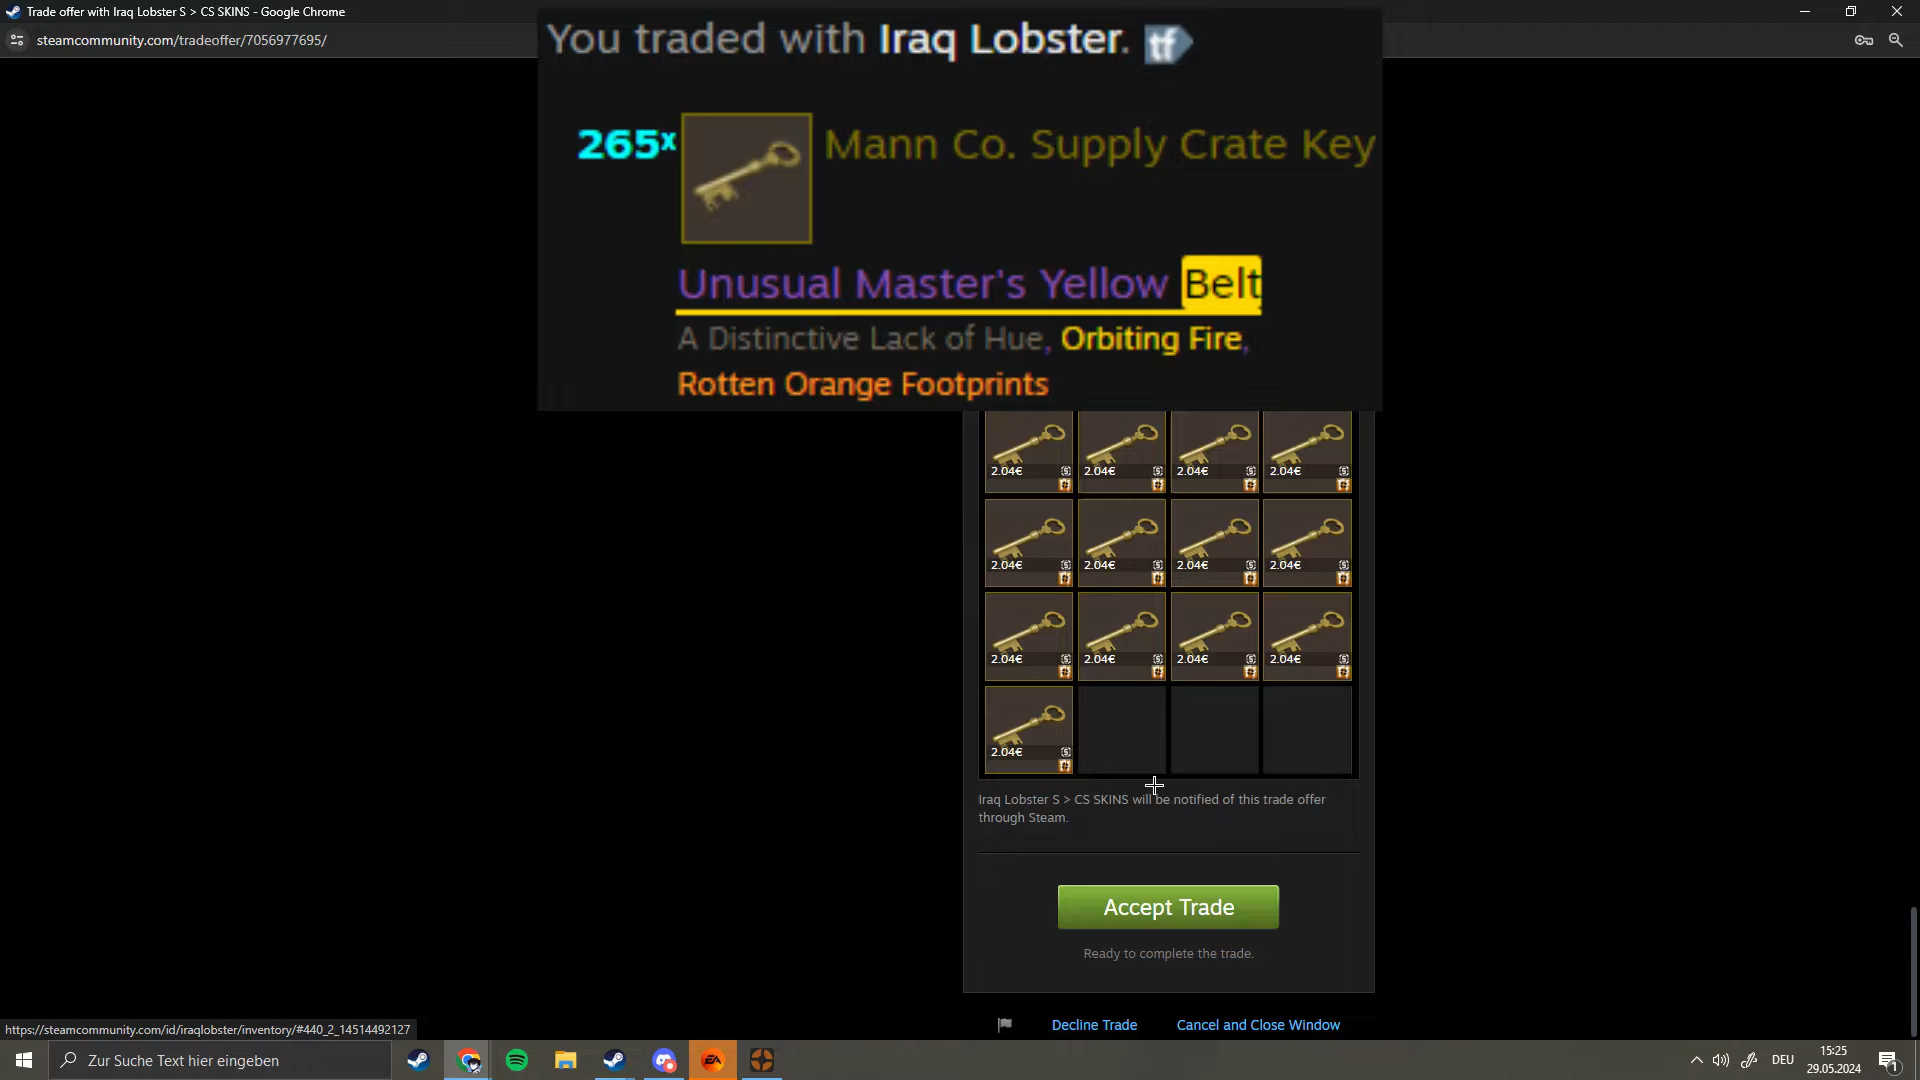 Trade offer with Iraq Lobster S > CS SKINS - Google Chrome
steamcommunity.com/tradeoffer/7056977695/
You traded with Iraq Lobster. tf
265x Mann Co. Supply Crate Key
Unusual Master's Yellow Belt
A Distinctive Lack of Hue, Orbiting Fire,
Rotten Orange Footprints
2.04€ 2.04€ 2.04€ 2.04€
2.04€ 2.04€ 2.04€ 2.04€
2.04€ 2.04€ 2.04€ 2.04€
2.04€
Iraq Lobster S > CS SKINS will be notified of this trade offer
through Steam.
Accept Trade
Ready to complete the trade.
Decline Trade Cancel and Close Window
https://steamcommunity.com/id/iraqlobster/inventory/#440_2_14514492127
Zur Suche Text hier eingeben
EA
DEU
15:25
29.05.2024
1